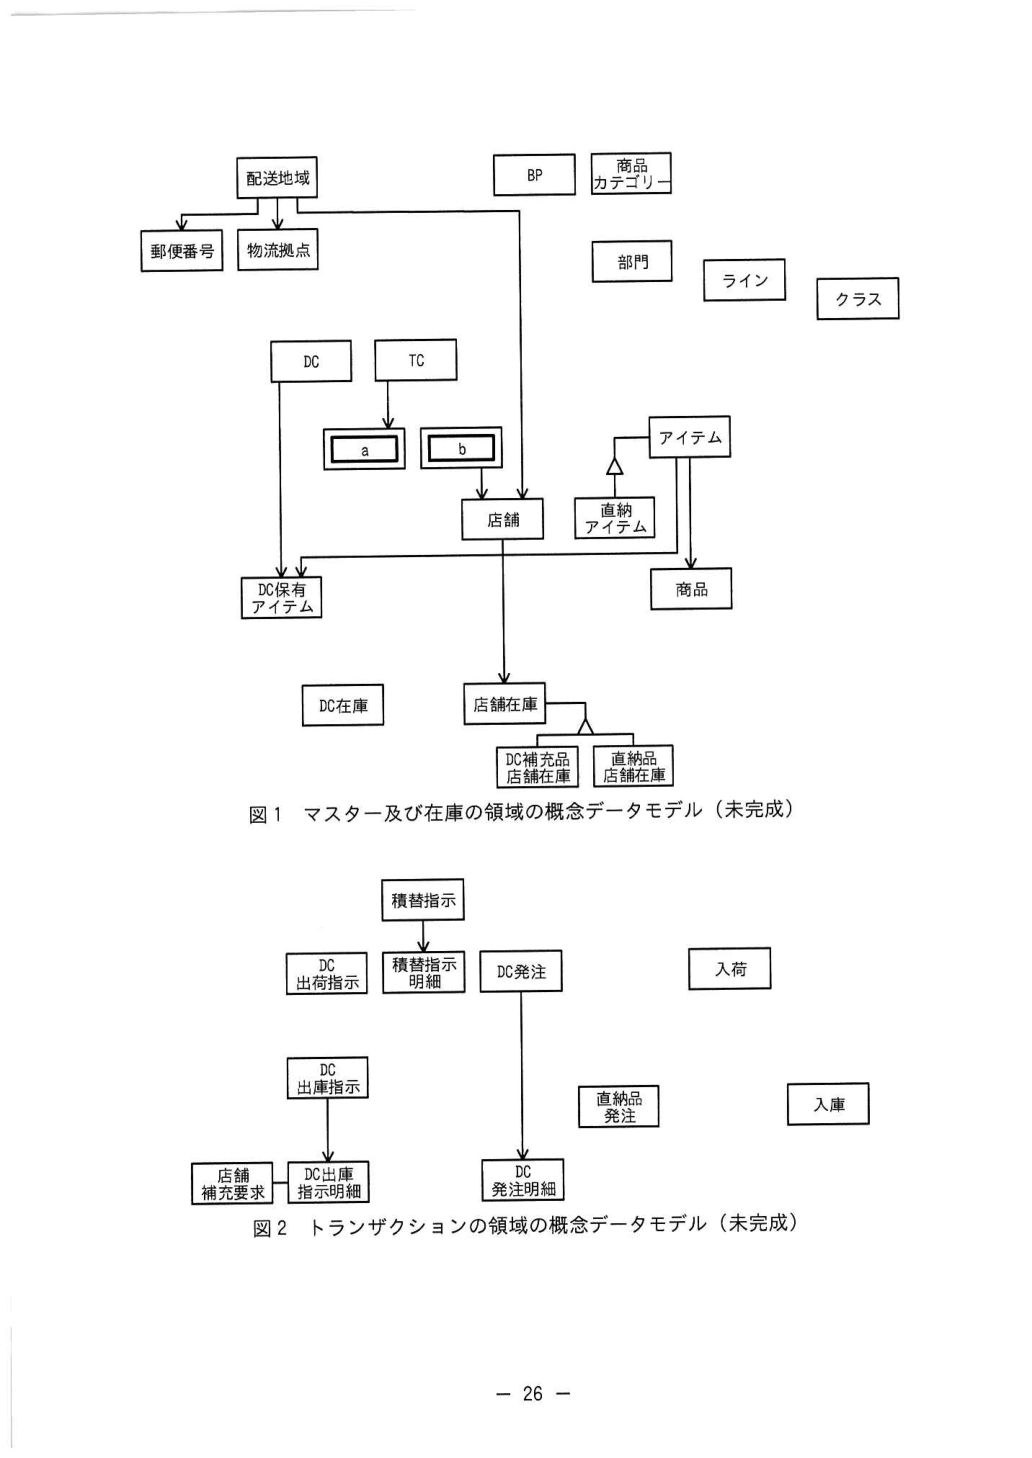 配送地域
BP
商品
カテゴリー
郵便番号
物流拠点
部門
ライン
クラス
DC
TC
a
b
アイテム
店舗
直納
アイテム
DC保有
アイテム
商品
DC在庫
店舗在庫
DC補充品
店舗在庫
直納品
店舗在庫
図1 マスター及び在庫の領域の概念データモデル（未完成）
積替指示
DC
出荷指示
積替指示
明細
DC発注
入荷
DC
出庫指示
直納品
発注
入庫
店舗
補充要求
DC出庫
指示明細
DC
発注明細
図2 トランザクションの領域の概念データモデル（未完成）
— 26 —